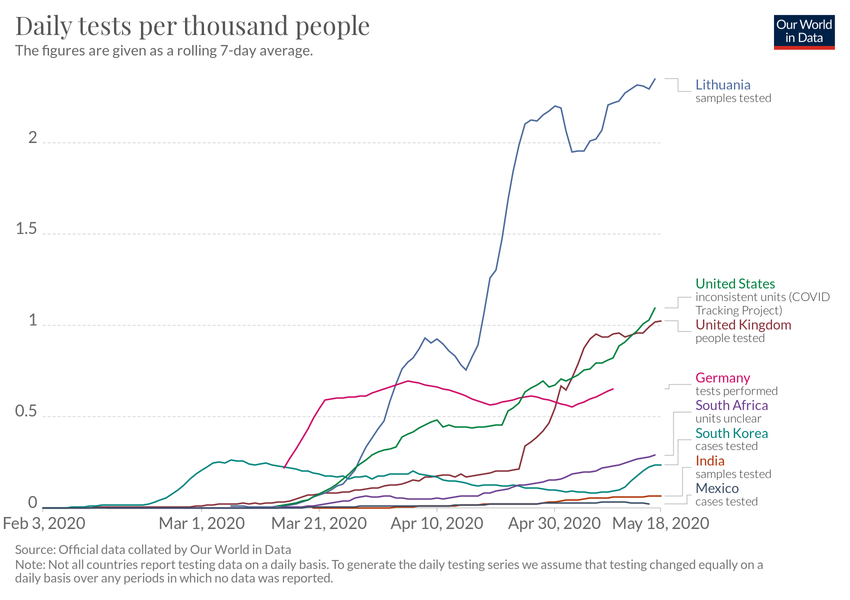 Daily tests per thousand people
The figures are given as a rolling 7-day average.
Our World
in Data
2
1.5
1
0.5
0
Feb 3, 2020
Mar 1, 2020
Mar 21, 2020
Apr 10, 2020
Apr 30, 2020
May 18, 2020
Lithuania
samples tested
United States
inconsistent units (COVID
Tracking Project)
United Kingdom
people tested
Germany
tests performed
South Africa
units unclear
South Korea
cases tested
India
samples tested
Mexico
cases tested
Source: Official data collated by Our World in Data
Note: Not all countries report testing data on a daily basis. To generate the daily testing series we assume that testing changed equally on a
daily basis over any periods in which no data was reported.